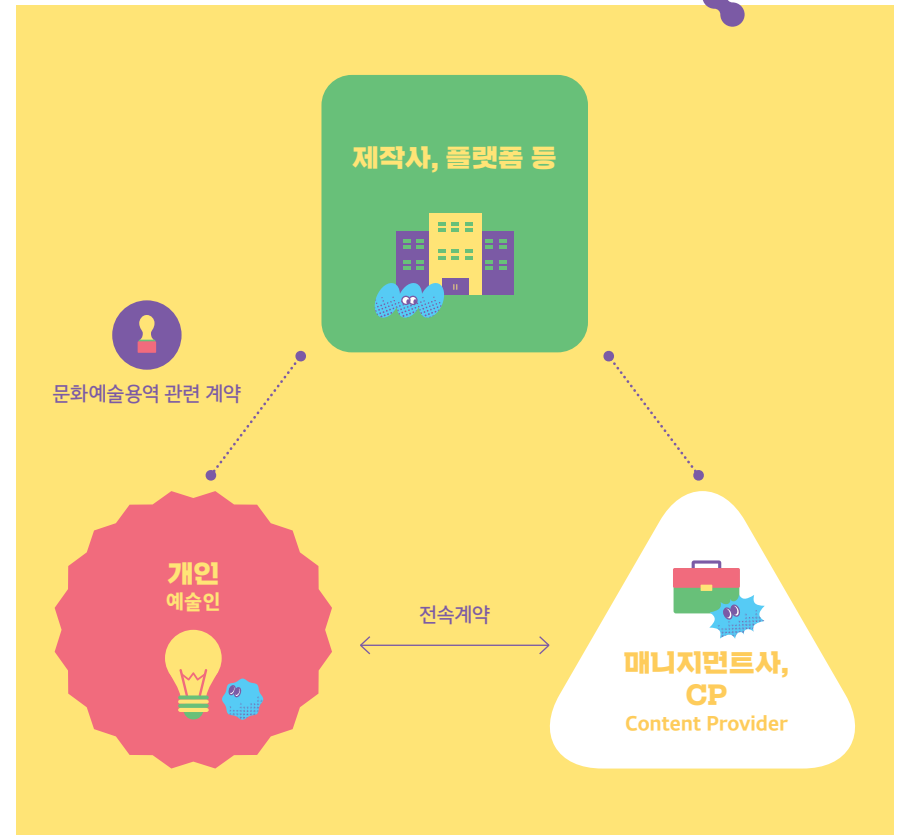 제작사, 플랫폼 등
문화예술용역 관련 계약
개인
예술인
전속계약
매니지먼트사,
CP
Content Provider